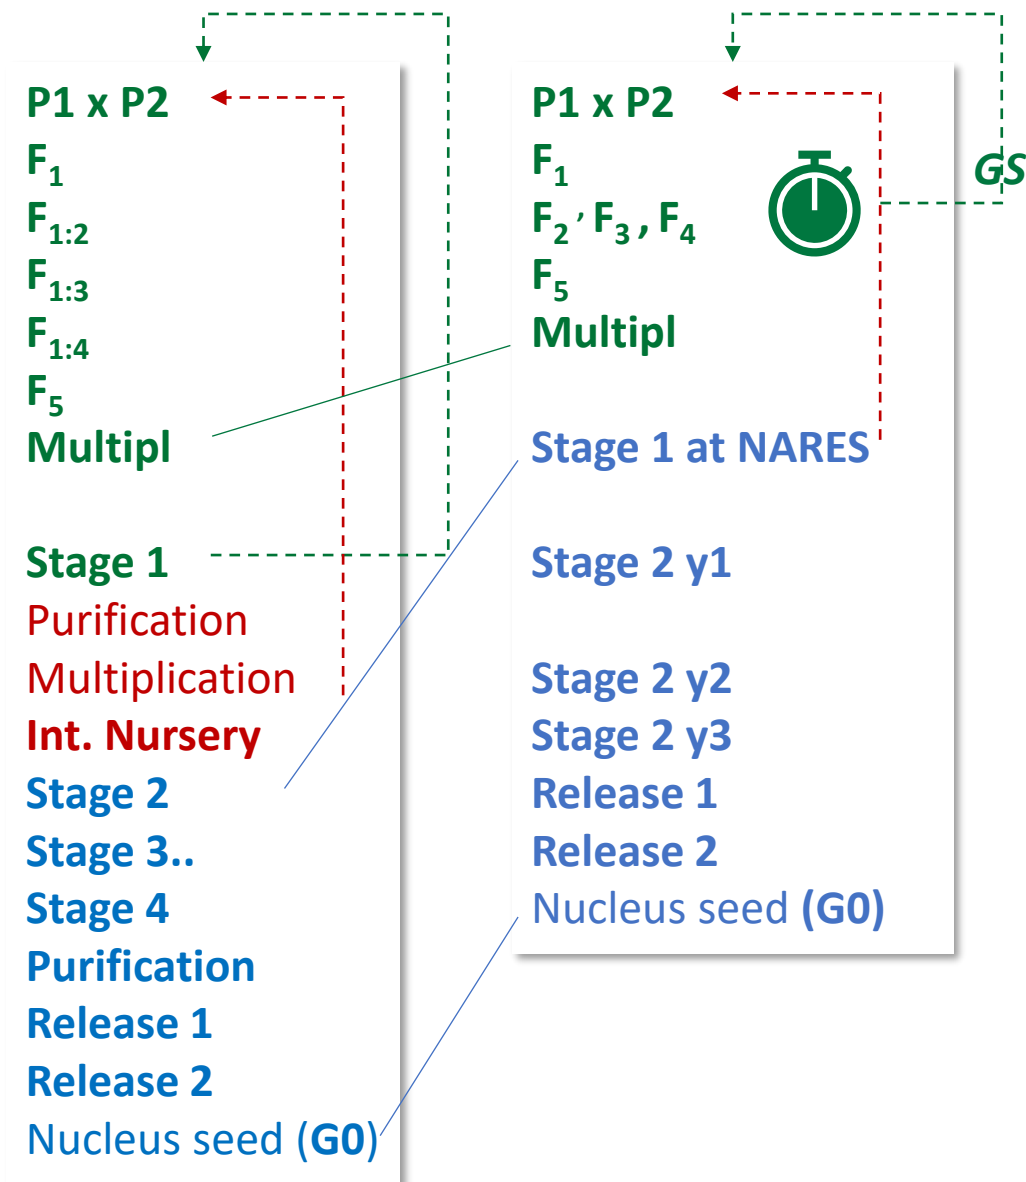 P1 x P2
F1
F1:2
F1:3
F1:4
F5
Multipl
Stage 1
Purification
Multiplication
Int. Nursery
Stage 2
Stage 3..
Stage 4
Purification
Release 1
Release 2
Nucleus seed (G0)
P1 x P2
F1
F2, F3 , F4
F5
Multipl
Stage 1 at NARES
Stage 2 y1
Stage 2 y2
Stage 2 y3
Release 1
Release 2
Nucleus seed (G0)
GS